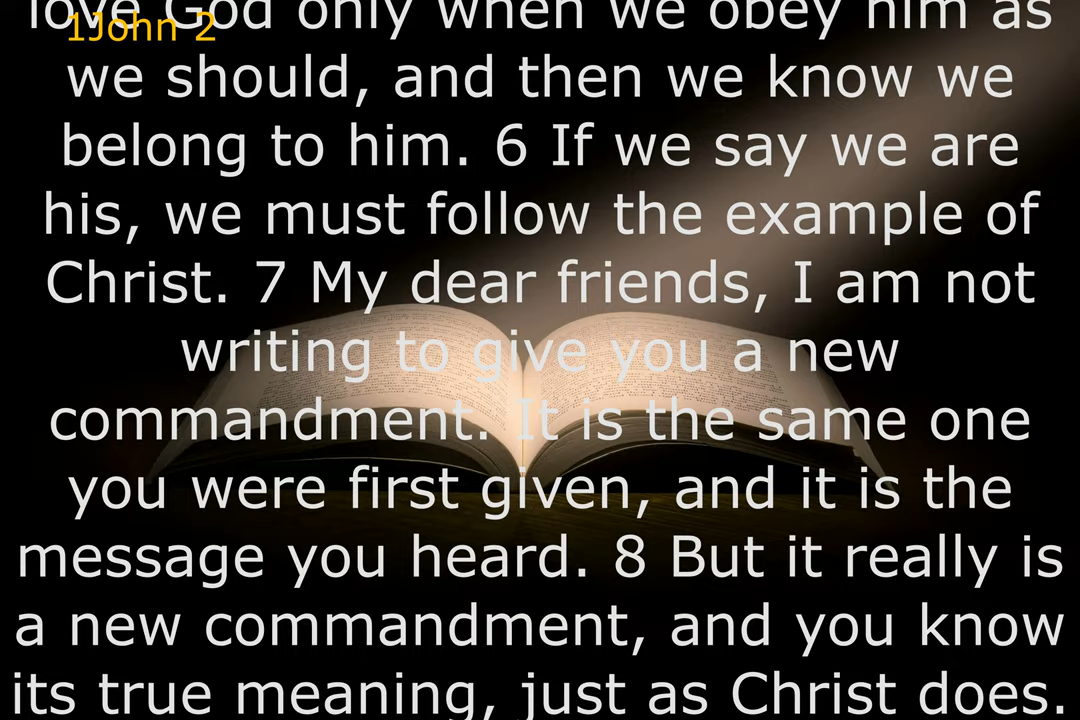 love God only when we obey him as
1John 2
we should, and then we know we
belong to him. 6 If we say we are
his, we must follow the example of
Christ. 7 My dear friends, I am not
writing to give you a new
commandment. It is the same one
you were first given, and it is the
message you heard. 8 But it really is
a new commandment, and you know
its true meaning, just as Christ does.